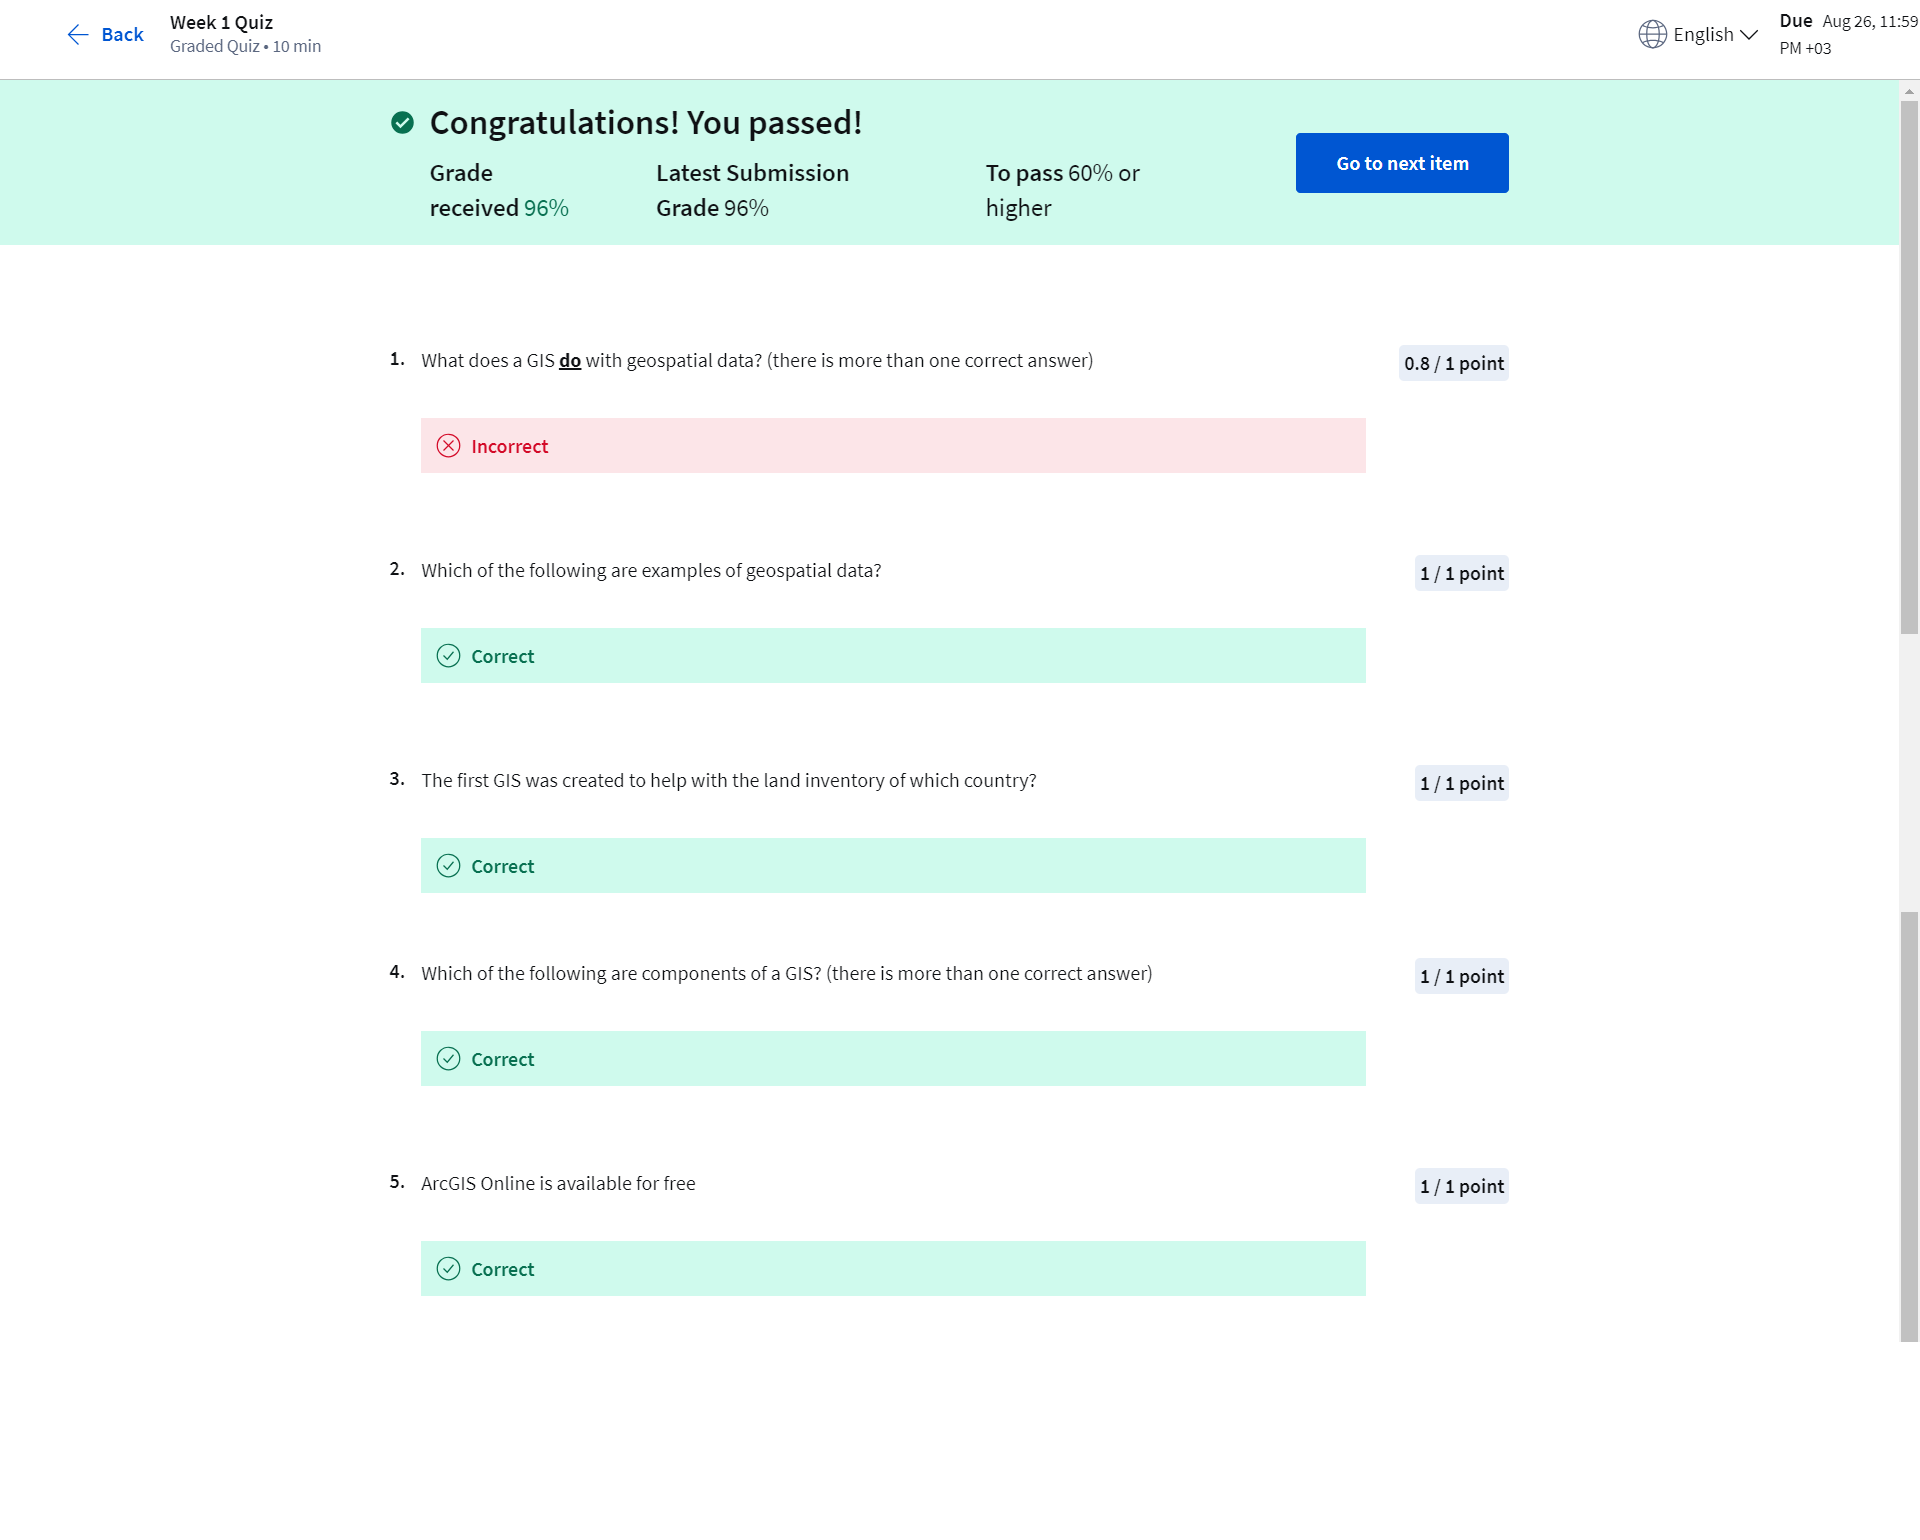 Back
Week 1 Quiz
Graded Quiz • 10 min
English
Due Aug 26, 11:59
PM +03
Congratulations! You passed!
Grade
received 96%
Latest Submission
Grade 96%
To pass 60% or
higher
Go to next item
1. What does a GIS do with geospatial data? (there is more than one correct answer)
0.8 / 1 point
Incorrect
2. Which of the following are examples of geospatial data?
1 / 1 point
Correct
3. The first GIS was created to help with the land inventory of which country?
1 / 1 point
Correct
4. Which of the following are components of a GIS? (there is more than one correct answer)
1 / 1 point
Correct
5. ArcGIS Online is available for free
1 / 1 point
Correct